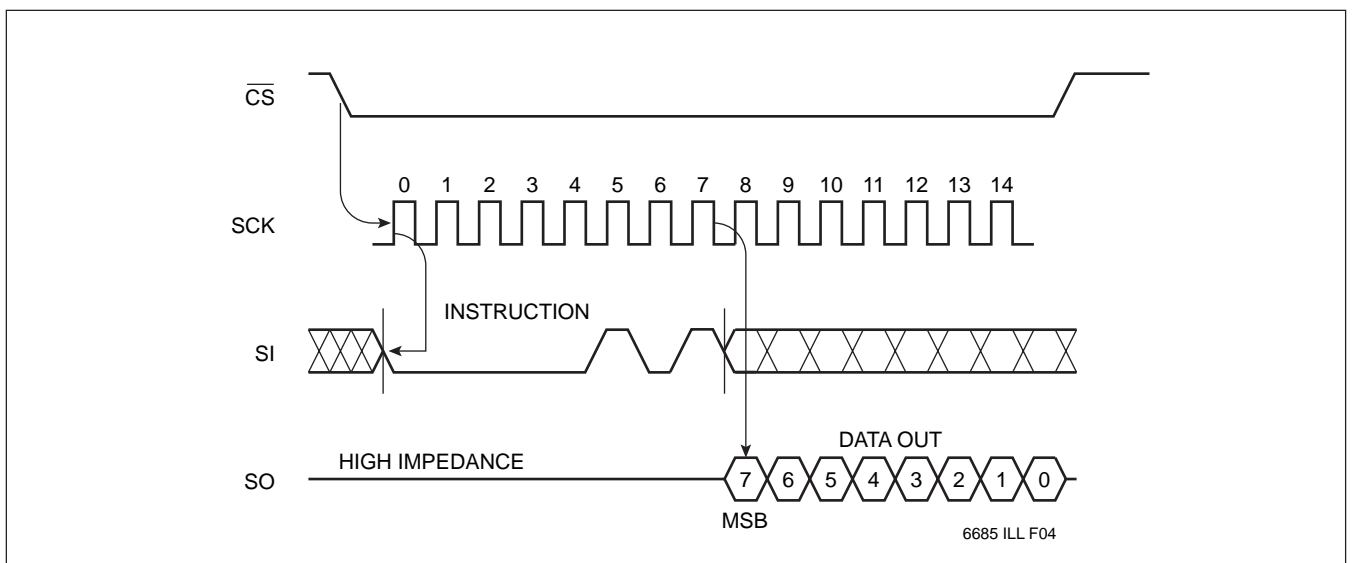 CS
0 1 2 3 4 5 6 7 8 9 10 11 12 13 14
SCK
INSTRUCTION
SI
DATA OUT
HIGH IMPEDANCE
SO
7 6 5 4 3 2 1 0
MSB
6685 ILL F04